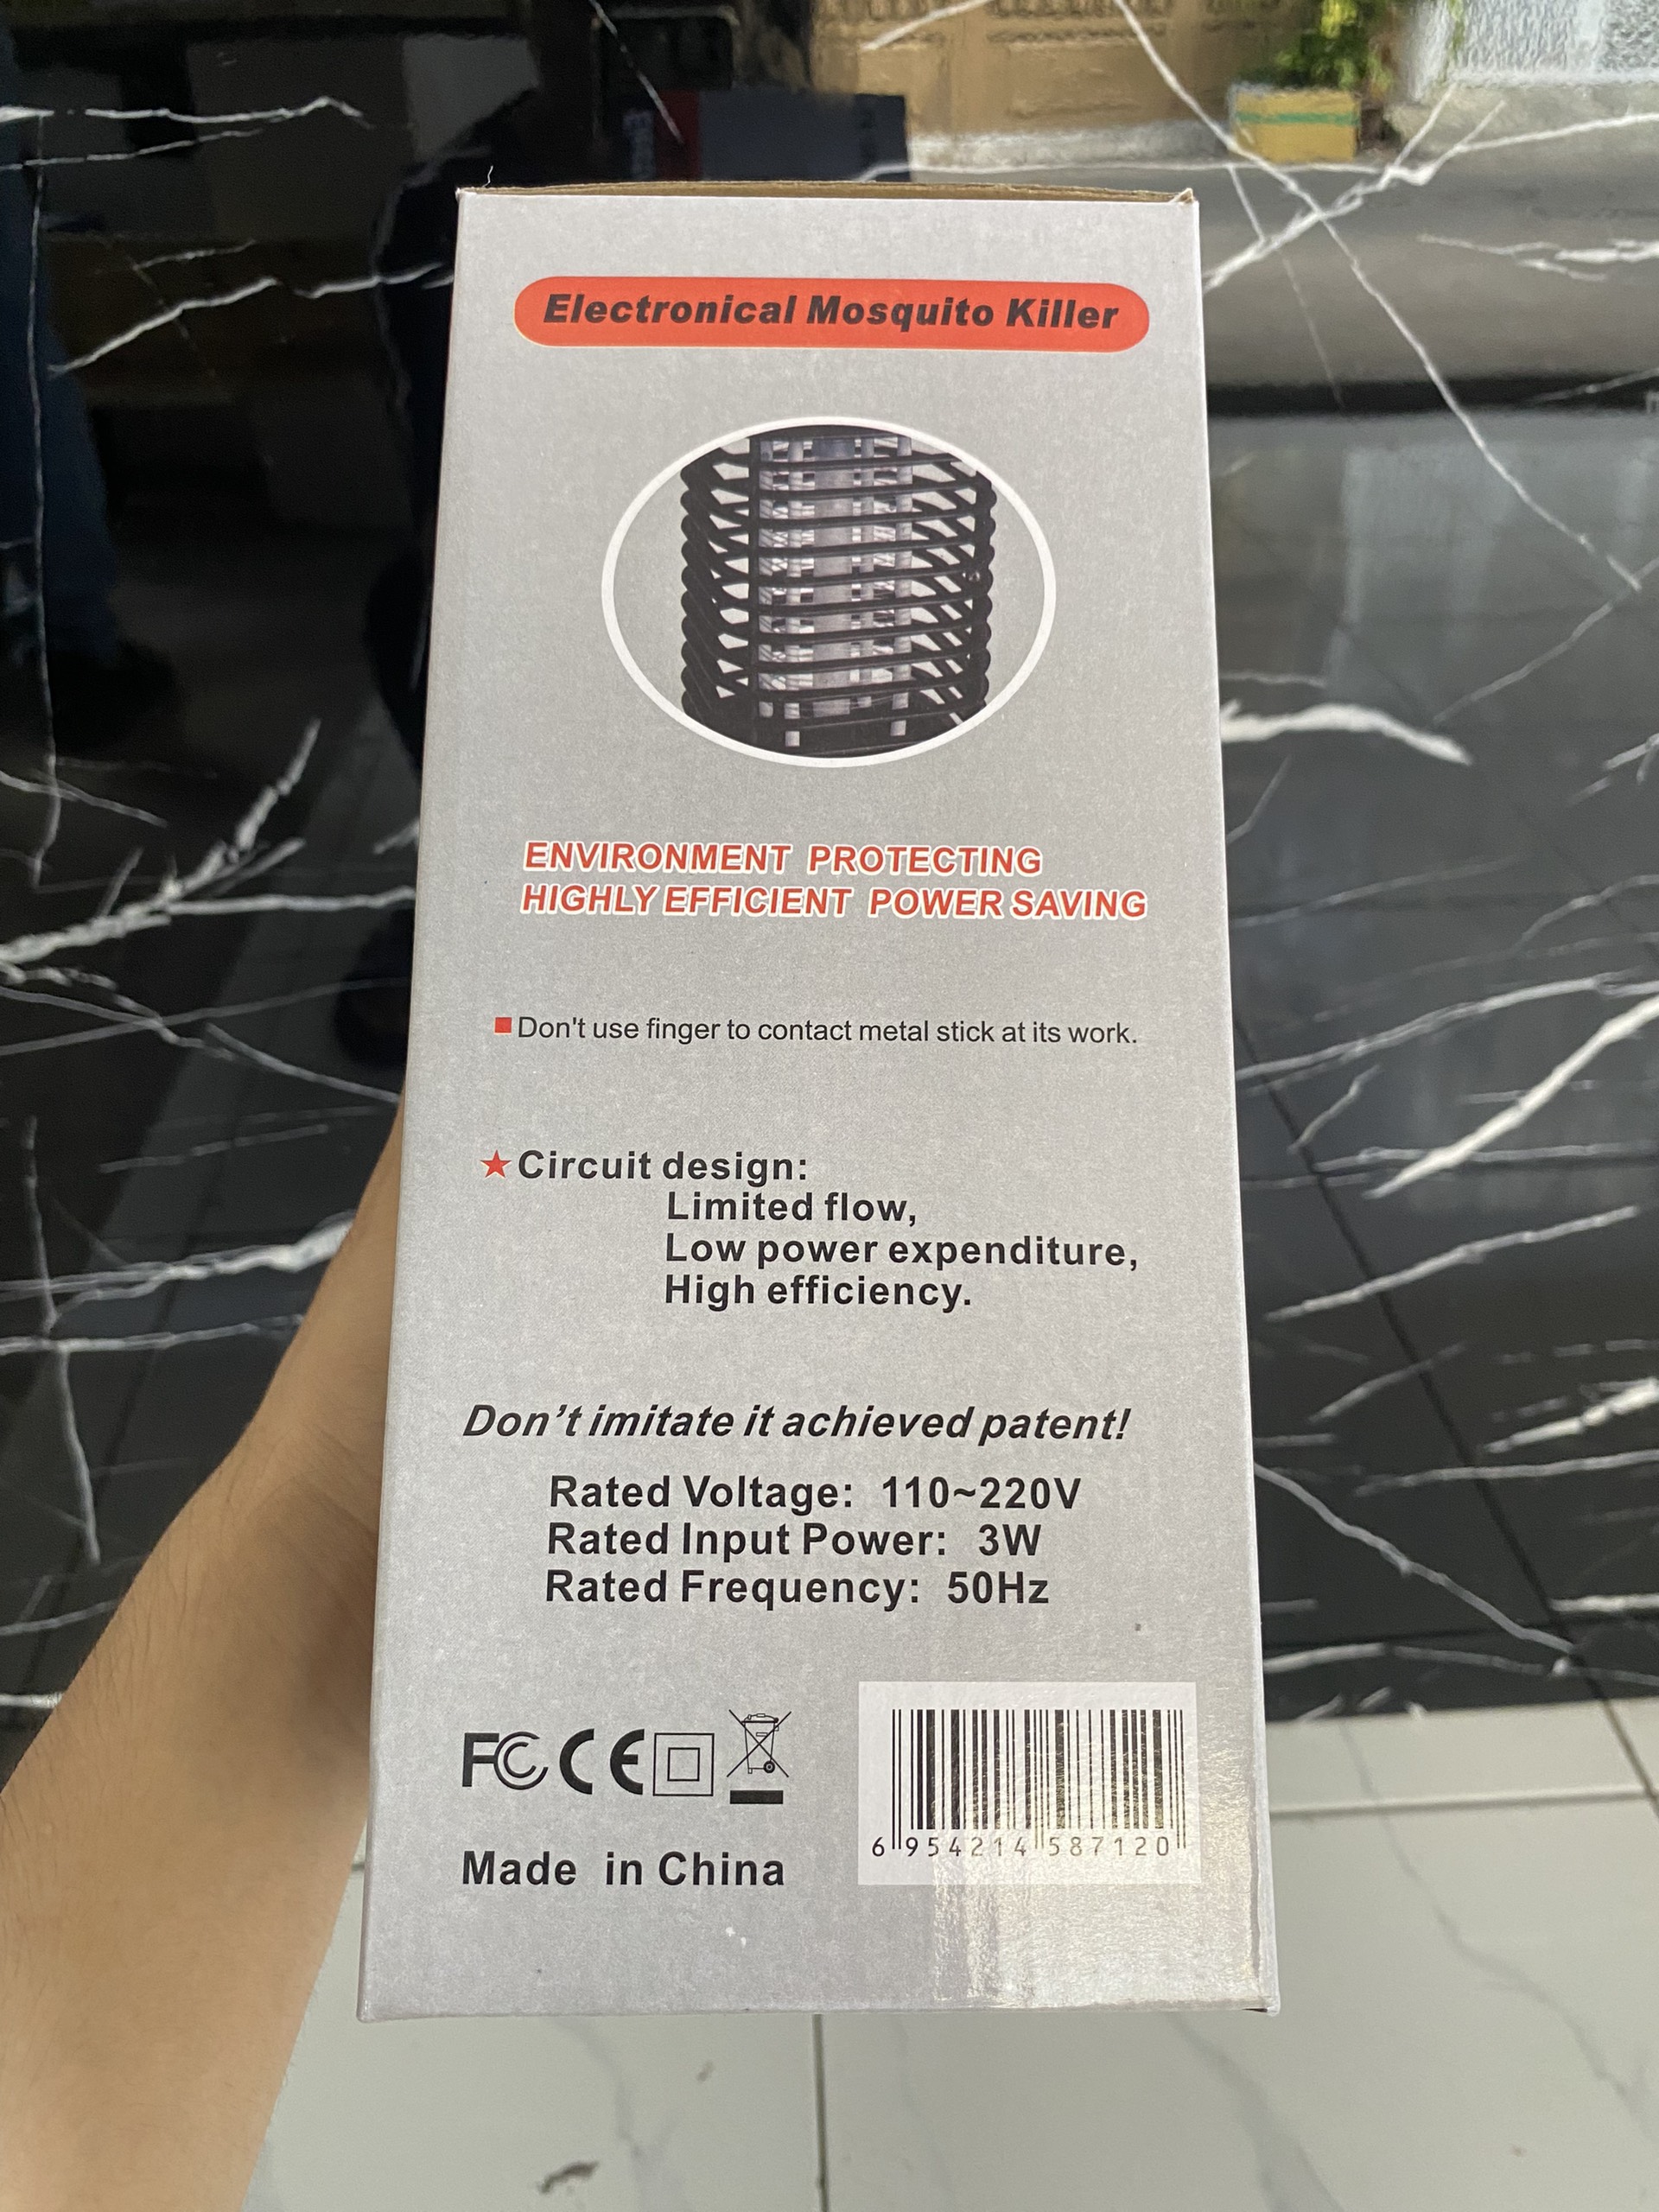 Electronical Mosquito Killer
ENVIRONMENT PROTECTING
HIGHLY EFFICIENT POWER SAVING
Don't use finger to contact metal stick at its work.
Circuit design:
Limited flow,
Low power expenditure,
High efficiency.
Don't imitate it achieved patent!
Rated Voltage: 110~220V
Rated Input Power: 3W
Rated Frequency: 50Hz
FC CE
6 954214 587120
Made in China